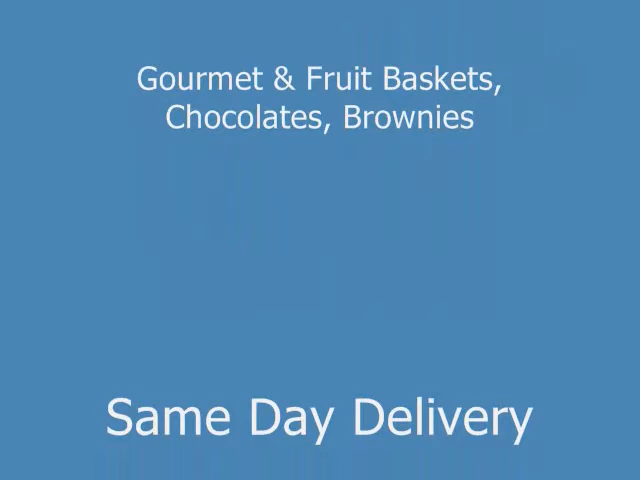 Gourmet & Fruit Baskets,
Chocolates, Brownies
Same Day Delivery